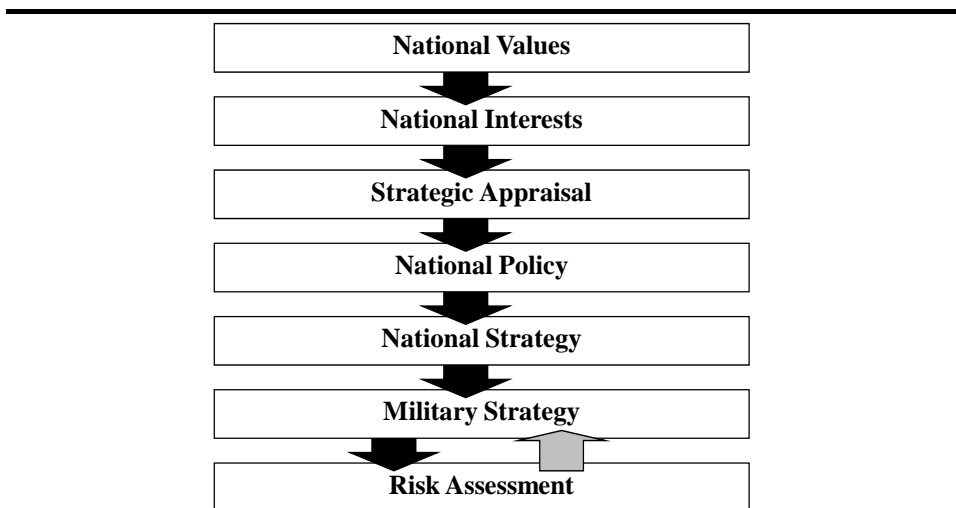 National Values
National Interests
Strategic Appraisal
National Policy
National Strategy
Military Strategy
Risk Assessment